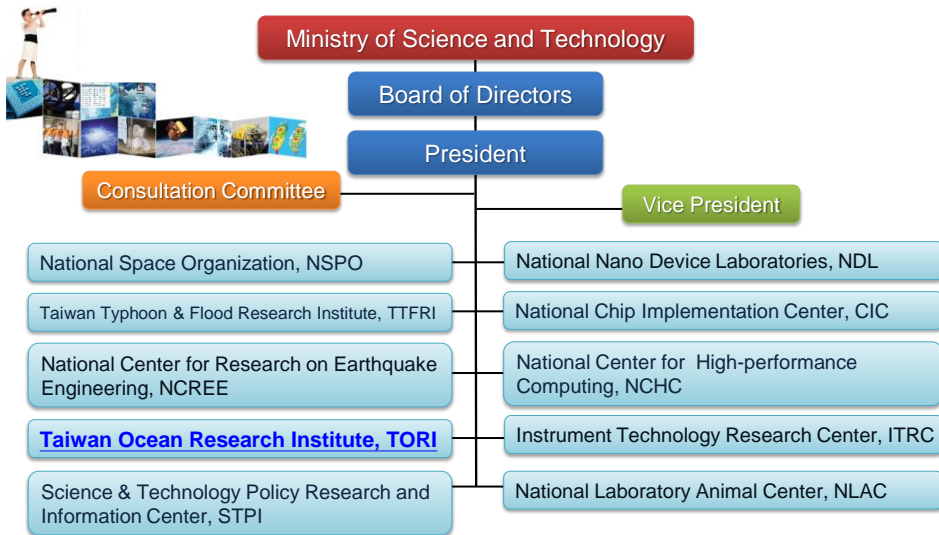 Ministry of Science and Technology
Board of Directors
President
Consultation Committee
Vice President
National Space Organization, NSPO
National Nano Device Laboratories, NDL
Taiwan Typhoon & Flood Research Institute, TTFRI
National Chip Implementation Center, CIC
National Center for Research on Earthquake
Engineering, NCREE
National Center for High-performance
Computing, NCHC
Taiwan Ocean Research Institute, TORI
Instrument Technology Research Center, ITRC
Science & Technology Policy Research and
Information Center, STPI
National Laboratory Animal Center, NLAC